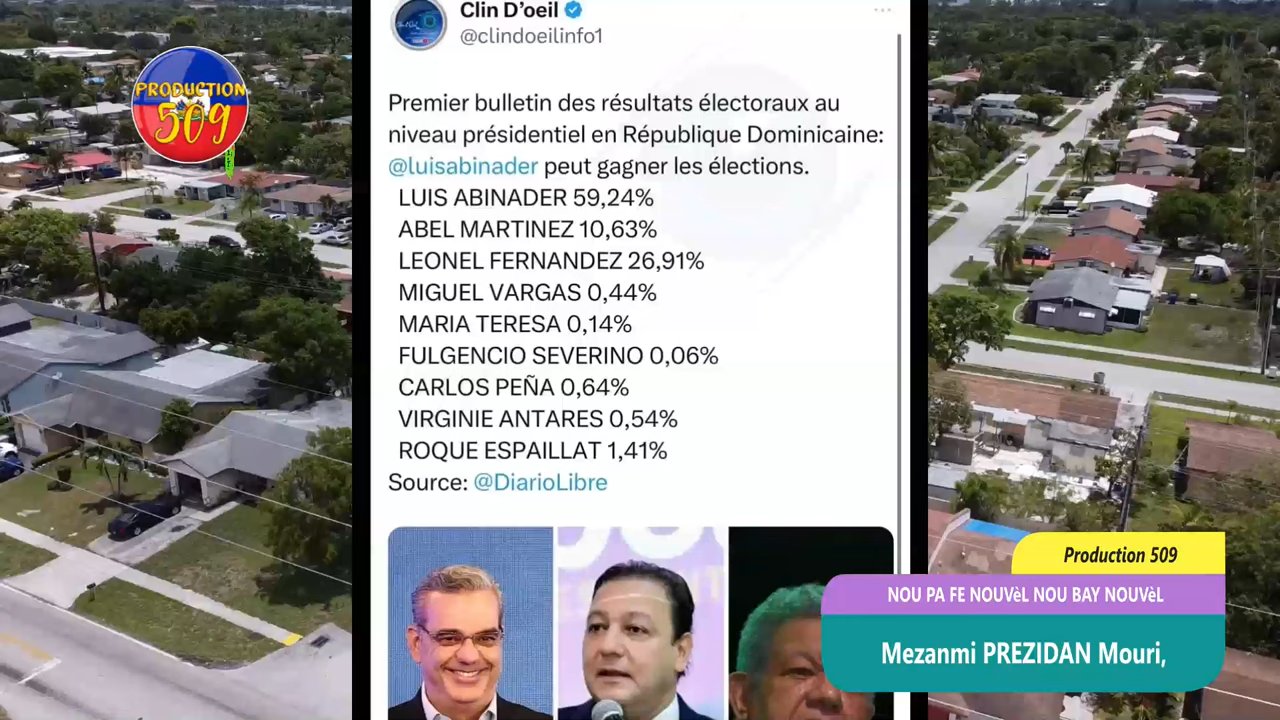 PRODUCTION
509
Clin D'oeil
@clindoeilinfo1
Premier bulletin des résultats électoraux au
niveau présidentiel en République Dominicaine:
@luisabinader peut gagner les élections.
LUIS ABINADER 59,24%
ABEL MARTINEZ 10,63%
LEONEL FERNANDEZ 26,91%
MIGUEL VARGAS 0,44%
MARIA TERESA 0,14%
FULGENCIO SEVERINO 0,06%
CARLOS PEÑA 0,64%
VIRGINIE ANTARES 0,54%
ROQUE ESPAILLAT 1,41%
Source: @DiarioLibre
Production 509
NOU PA FE NOUVèL NOU BAY NOUVèL
Mezanmi PREZIDAN Mouri,